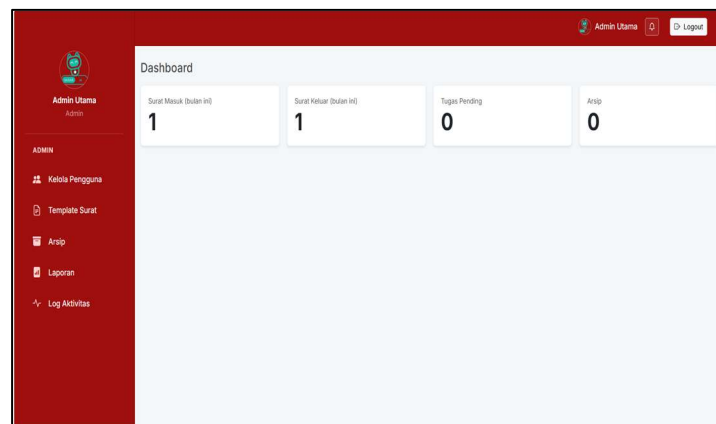 Admin Utama
Logout
Admin Utama
Admin
ADMIN
Kelola Pengguna
Template Surat
Arsip
Laporan
Log Aktivitas
Dashboard
Surat Masuk (bulan ini)
1
Surat Keluar (bulan ini)
1
Tugas Pending
0
Arsip
0